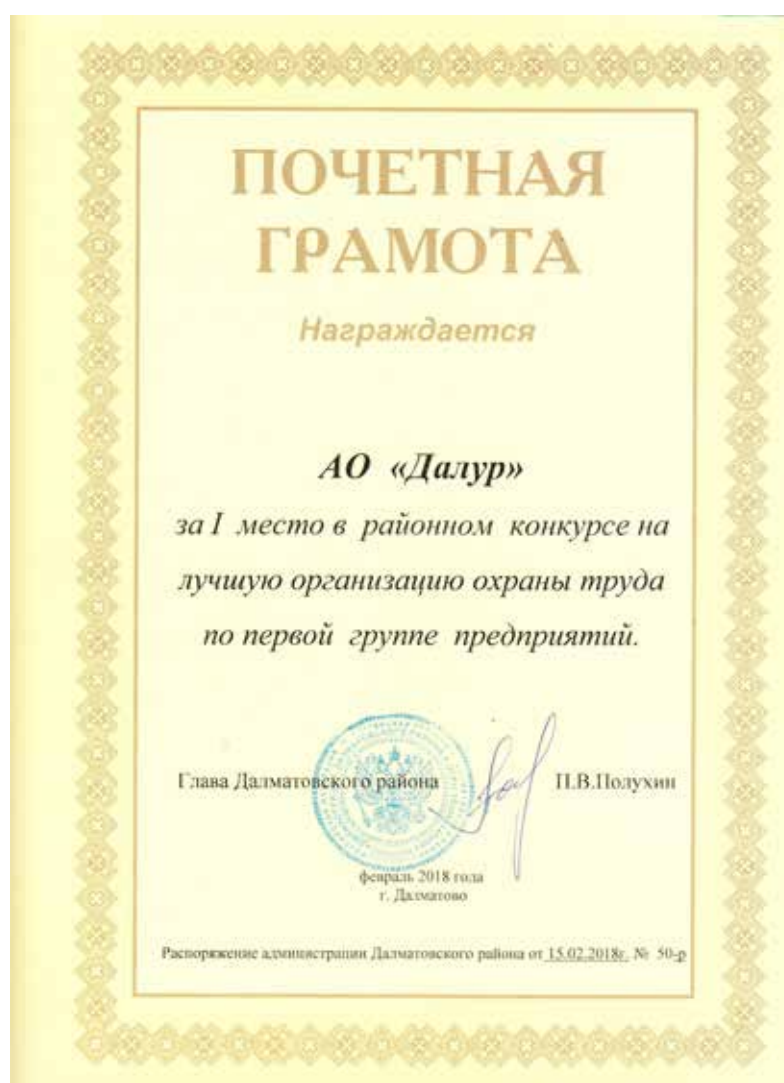 ПОЧЕТНАЯ
ГРАМОТА
Награждается
АО «Далур»
за I место в районном конкурсе на
лучшую организацию охраны труда
по первой группе предприятий.
Глава Далматовского района П.В.Полухин
февраль 2018 года
г. Далматово
Распоряжение администрации Далматовского района от 15.02.2018г. № 50-р